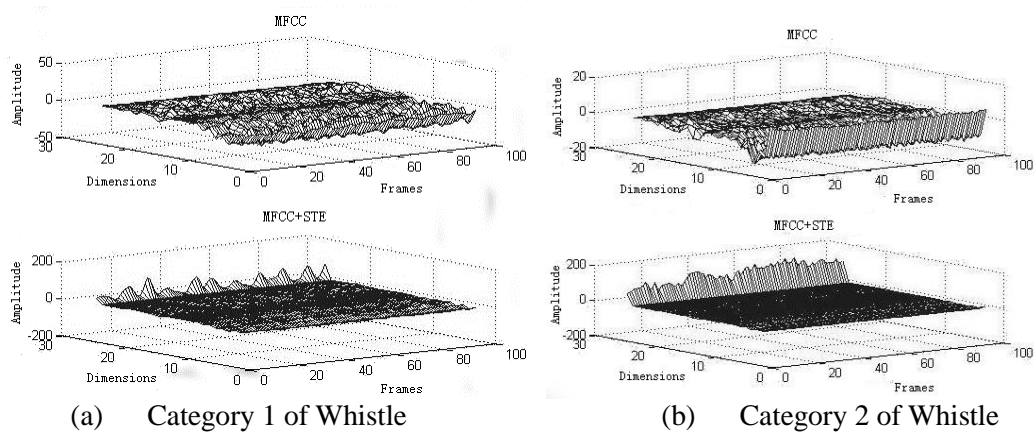 MFCC
50
0
-50
30
20
10
0
Amplitude
Dimensions
0
20
40
60
80
100
Frames
MFCC
20
0
-20
30
20
10
0
Amplitude
Dimensions
0
20
40
60
80
100
Frames
MFCC+STE
200
0
-200
30
20
10
0
Amplitude
Dimensions
0
20
40
60
80
100
Frames
MFCC+STE
200
0
-200
30
20
10
0
Amplitude
Dimensions
0
20
40
60
80
100
Frames
(a) Category 1 of Whistle
(b) Category 2 of Whistle